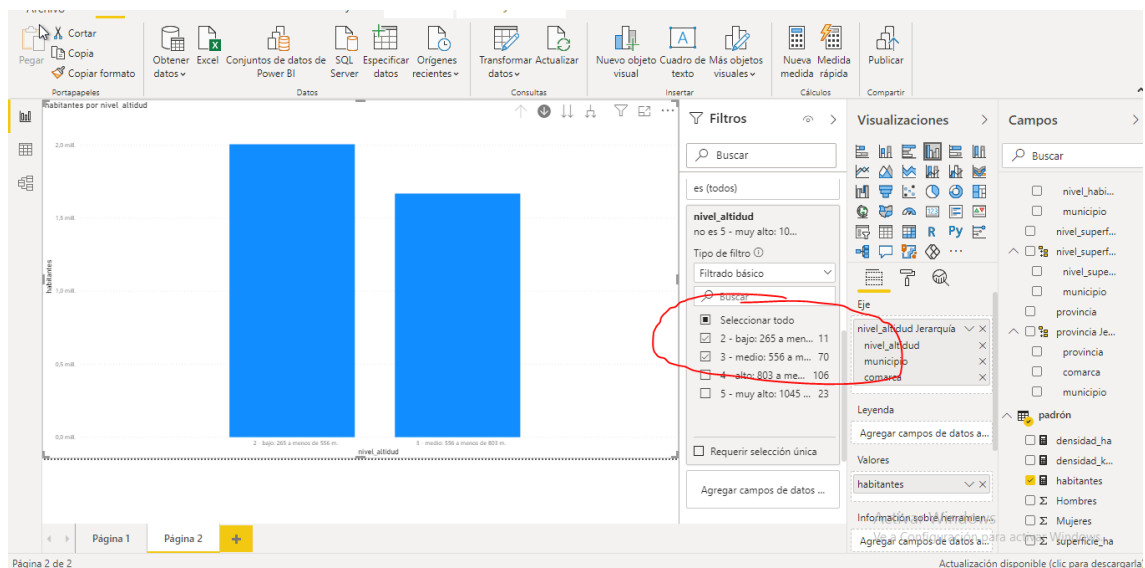 Cortar
Pegar
Copia
Copiar formato
Portapapeles
Obtener datos
Excel
Conjuntos de datos de Power BI
SQL Server
Especificar datos
Orígenes recientes
Datos
Transformar datos
Actualizar
Consultas
Nuevo objeto visual
Cuadro de texto
Más objetos visuales
Insertar
Nueva medida
Medida rápida
Cálculos
Publicar
Compartir
habitantes por nivel_altidud
2,0 mill.
1,5 mill.
1,0 mill.
0,5 mill.
0,0 mill.
habitantes
2 - bajo: 265 a menos de 556 m.
3 - medio: 556 a menos de 803 m.
nivel_altidud
Filtros
Buscar
es (todos)
nivel_altidud
no es 5 - muy alto: 10...
Tipo de filtro
Filtrado básico
Buscar
Seleccionar todo
2 - bajo: 265 a men... 11
3 - medio: 556 a m... 70
4 - alto: 803 a me... 106
5 - muy alto: 1045 ... 23
Requerir selección única
Agregar campos de datos ...
Visualizaciones
R
Py
Eje
nivel_altidud Jerarquía
nivel_altidud
municipio
comarca
Leyenda
Agregar campos de datos a...
Valores
habitantes
Información sobre herramien...
Agregar campos de datos a...
Campos
Buscar
nivel_habi...
municipio
nivel_superf...
nivel_superf...
nivel_supe...
municipio
provincia
provincia Je...
provincia
comarca
municipio
padrón
densidad_ha
densidad_k...
habitantes
Hombres
Mujeres
superficie_ha
Activar Windows
Ve a Configuración para activar Windows.
Página 1
Página 2
Página 2 de 2
Actualización disponible (clic para descargarla)